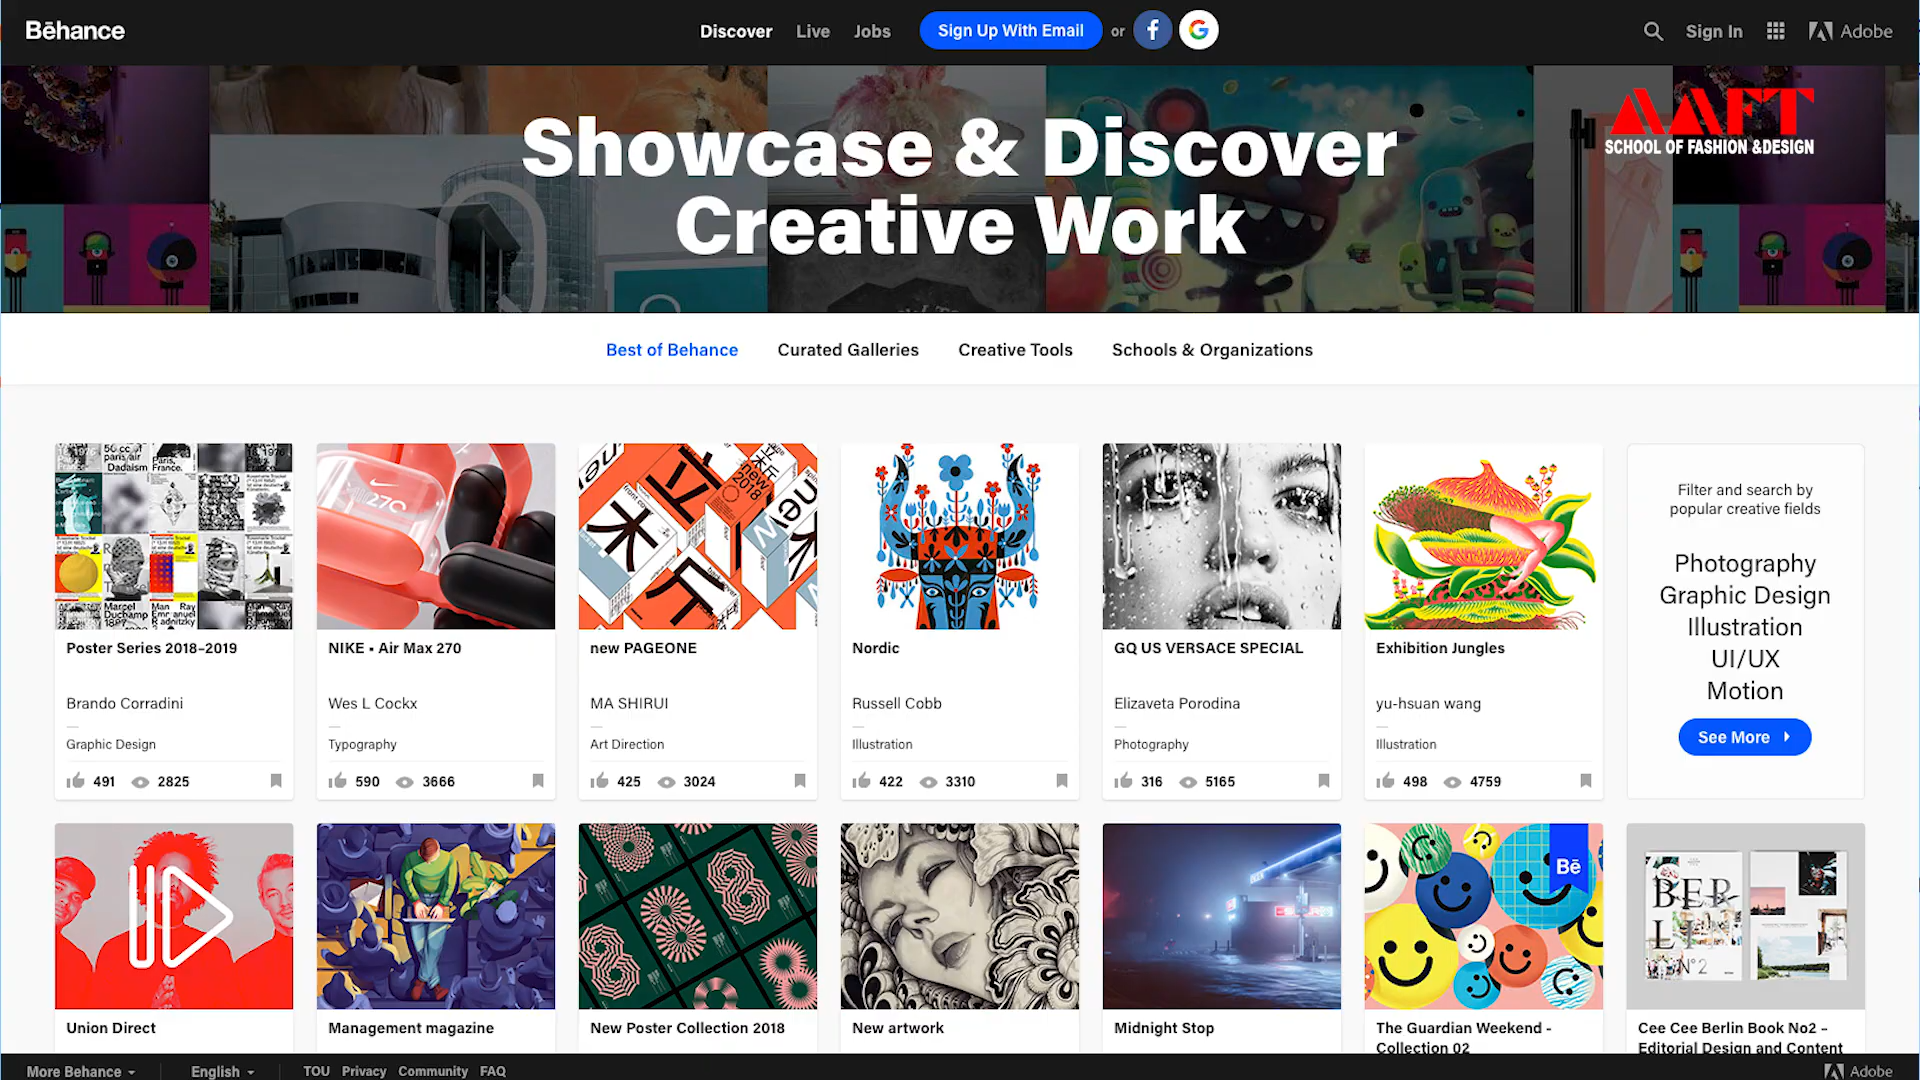 Bēhance
Discover Live Jobs Sign Up With Email or f G Sign In Adobe
Showcase & Discover
Creative Work
AAFT
SCHOOL OF FASHION &DESIGN
Best of Behance Curated Galleries Creative Tools Schools & Organizations
Poster Series 2018–2019
Brando Corradini
Graphic Design
491 2825
270
NIKE • Air Max 270
Wes L Cockx
Typography
590 3666
new PAGEONE
MA SHIRUI
Art Direction
425 3024
Nordic
Russell Cobb
Illustration
422 3310
GQ US VERSACE SPECIAL
Elizaveta Porodina
Photography
316 5165
Exhibition Jungles
yu-hsuan wang
Illustration
498 4759
Filter and search by
popular creative fields
Photography
Graphic Design
Illustration
UI/UX
Motion
See More
Union Direct
Management magazine
New Poster Collection 2018
New artwork
Midnight Stop
Bē
The Guardian Weekend -
Collection 02
BER
LIN
N°2
Cee Cee Berlin Book No2 –
Editorial Design and Content
More Behance English TOU Privacy Community FAQ Adobe